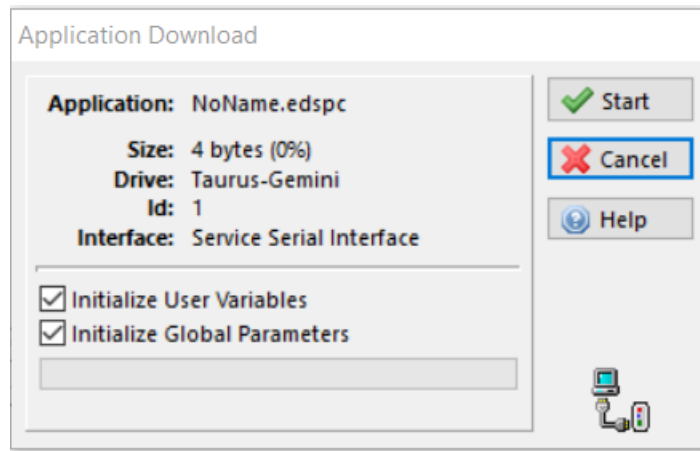 Application Download
Application: NoName.edspc
Size: 4 bytes (0%)
Drive: Taurus-Gemini
Id: 1
Interface: Service Serial Interface
Initialize User Variables
Initialize Global Parameters
Start
Cancel
Help